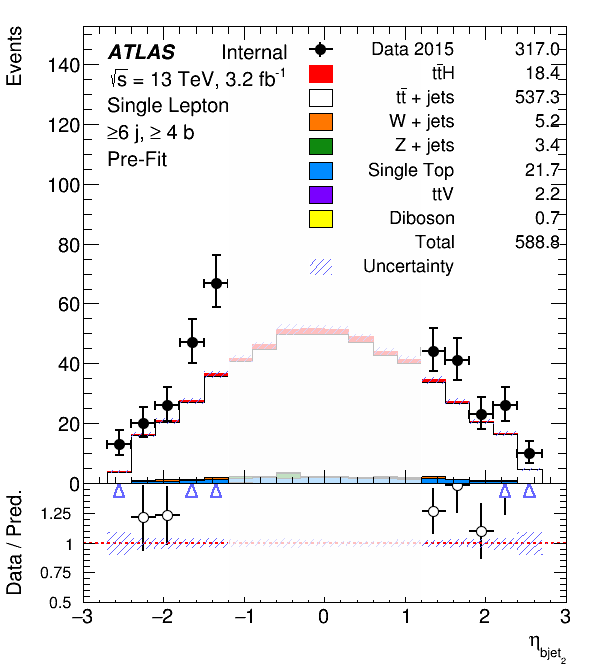 Events
ATLAS Internal
√s = 13 TeV, 3.2 fb⁻¹
Single Lepton
≥6 j, ≥ 4 b
Pre-Fit
Data 2015 317.0
tt̄H 18.4
tt̄ + jets 537.3
W + jets 5.2
Z + jets 3.4
Single Top 21.7
ttV 2.2
Diboson 0.7
Total 588.8
Uncertainty
140
120
100
80
60
40
20
0
Data / Pred.
1.25
1
0.75
0.5
−3 −2 −1 0 1 2 3
η_bjet₂